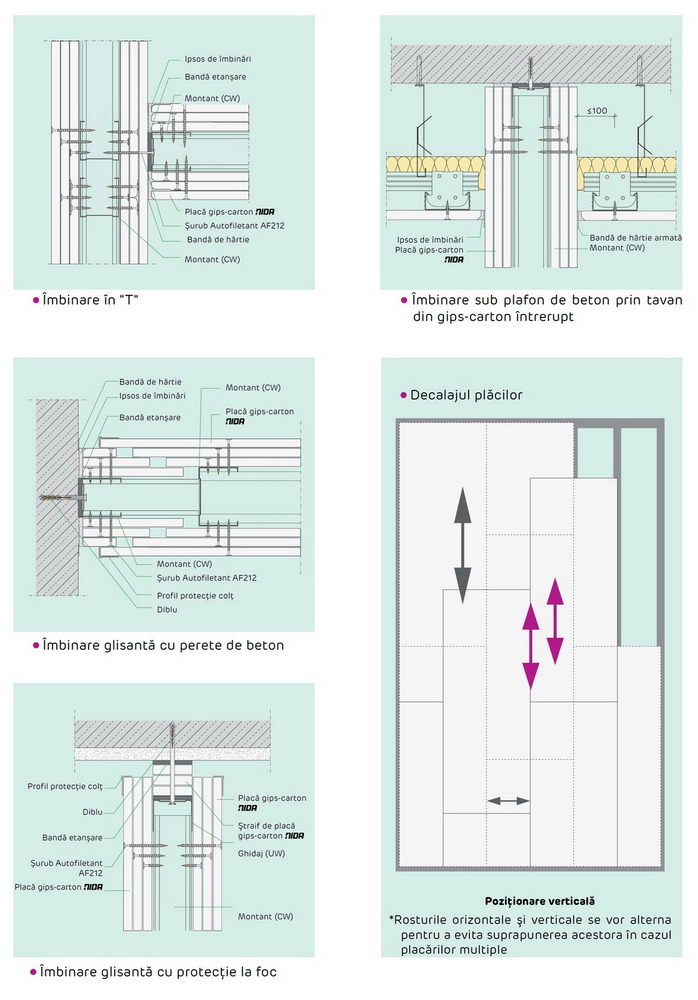 Ipsos de îmbinări
Bandă etanșare
Montant (CW)
Placă gips-carton NIDA
Șurub Autofiletant AF212
Bandă de hârtie
Montant (CW)
Îmbinare în "T"
≤100
Ipsos de îmbinări
Placă gips-carton
NIDA
Bandă de hârtie armată
Montant (CW)
Îmbinare sub plafon de beton prin tavan
din gips-carton întrerupt
Bandă de hârtie
Ipsos de îmbinări
Bandă etanșare
Montant (CW)
Placă gips-carton
NIDA
Montant (CW)
Șurub Autofiletant AF212
Profil protecție colț
Diblu
Îmbinare glisantă cu perete de beton
Decalajul plăcilor
Poziționare verticală
*Rosturile orizontale și verticale se vor alterna
pentru a evita suprapunerea acestora în cazul
placărilor multiple
Profil protecție colț
Diblu
Bandă etanșare
Șurub Autofiletant
AF212
Placă gips-carton NIDA
Placă gips-carton
NIDA
Ștraif de placă
gips-carton NIDA
Ghidaj (UW)
Montant (CW)
Îmbinare glisantă cu protecție la foc